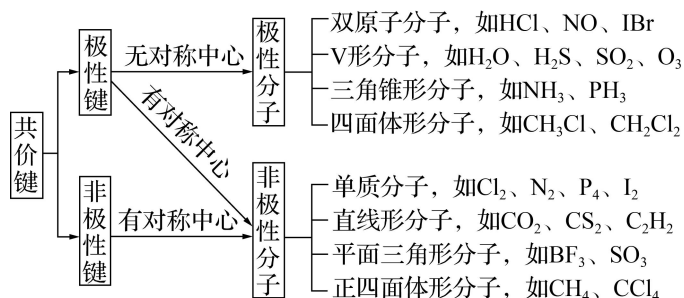 共价键
极性键
非极性键
无对称中心
有对称中心
有对称中心
极性分子
非极性分子
双原子分子，如HCl、NO、IBr
V形分子，如H₂O、H₂S、SO₂、O₃
三角锥形分子，如NH₃、PH₃
四面体形分子，如CH₃Cl、CH₂Cl₂
单质分子，如Cl₂、N₂、P₄、I₂
直线形分子，如CO₂、CS₂、C₂H₂
平面三角形分子，如BF₃、SO₃
正四面体形分子，如CH₄、CCl₄